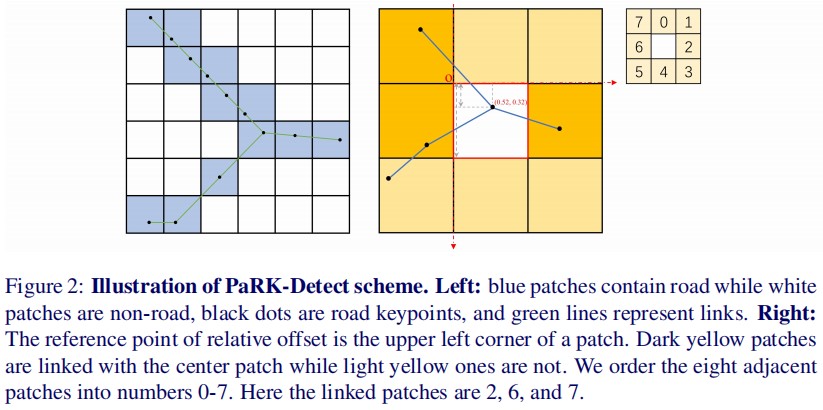 7 0 1
6 2
5 4 3
O
(0.52, 0.32)
Figure 2: Illustration of PaRK-Detect scheme. Left: blue patches contain road while white
patches are non-road, black dots are road keypoints, and green lines represent links. Right:
The reference point of relative offset is the upper left corner of a patch. Dark yellow patches
are linked with the center patch while light yellow ones are not. We order the eight adjacent
patches into numbers 0-7. Here the linked patches are 2, 6, and 7.